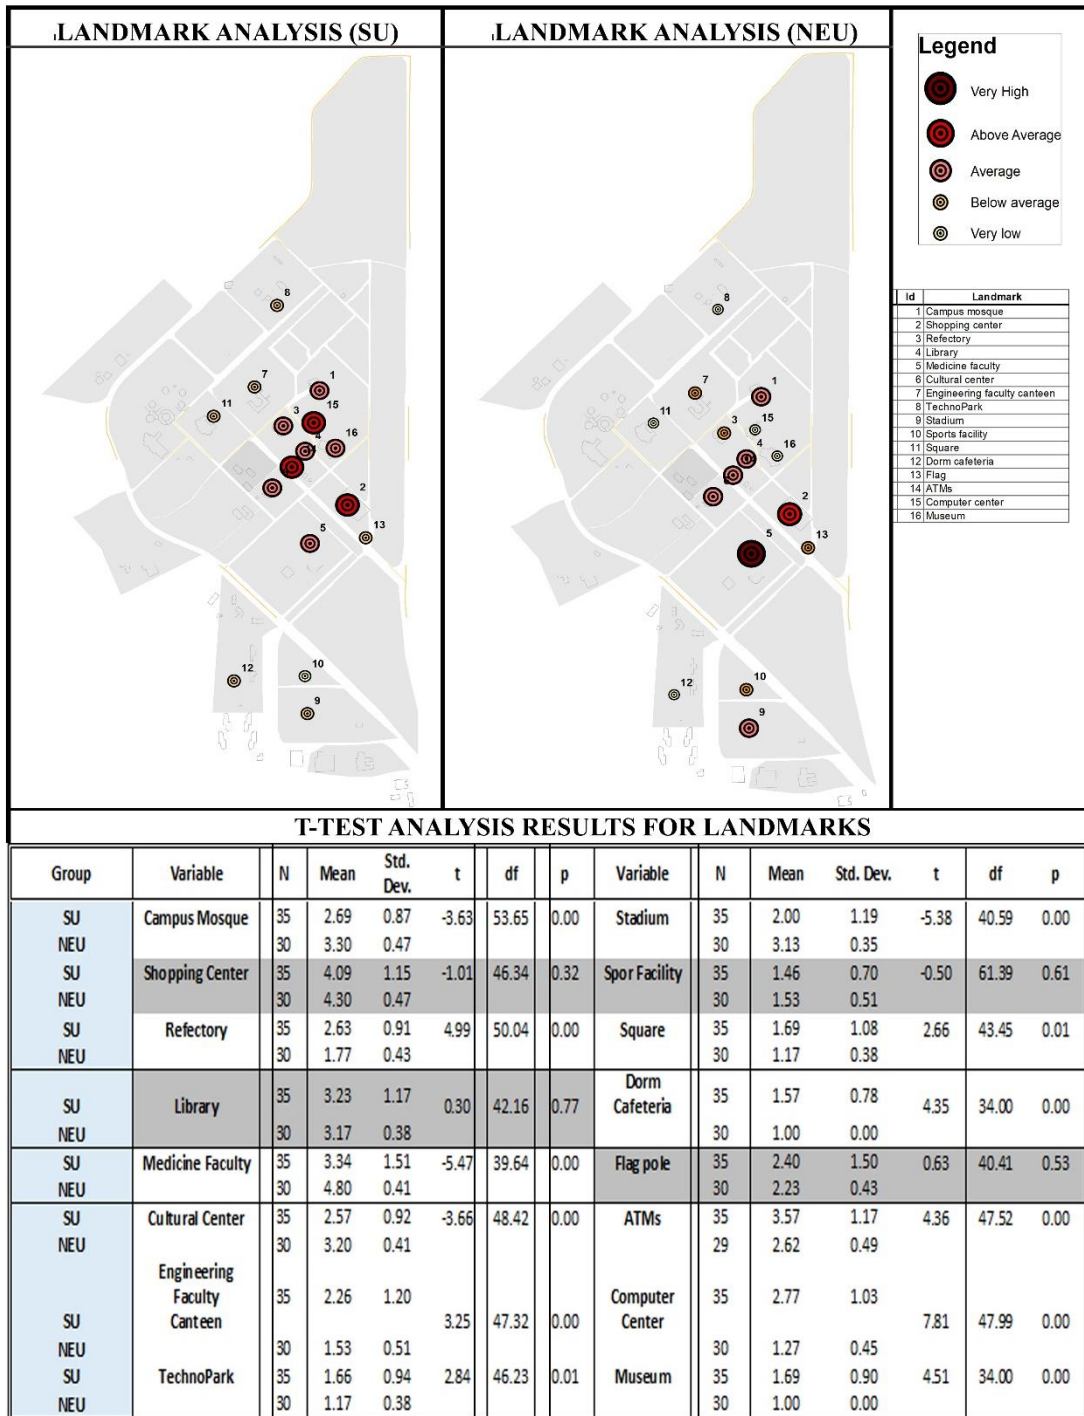 LANDMARK ANALYSIS (SU)
LANDMARK ANALYSIS (NEU)
Legend
Very High
Above Average
Average
Below average
Very low
Id Landmark
1 Campus mosque
2 Shopping center
3 Refectory
4 Library
5 Medicine faculty
6 Cultural center
7 Engineering faculty canteen
8 TechnoPark
9 Stadium
10 Sports facility
11 Square
12 Dorm cafeteria
13 Flag
14 ATMs
15 Computer center
16 Museum
8
7
1
11
3
15
4
16
2
5
13
12
10
9
8
7
1
11
3
15
4
16
2
5
13
12
10
9
T-TEST ANALYSIS RESULTS FOR LANDMARKS
Group Variable N Mean Std. Dev. t df p Variable N Mean Std. Dev. t df p
SU Campus Mosque 35 2.69 0.87 -3.63 53.65 0.00 Stadium 35 2.00 1.19 -5.38 40.59 0.00
NEU 30 3.30 0.47 30 3.13 0.35
SU Shopping Center 35 4.09 1.15 -1.01 46.34 0.32 Spor Facility 35 1.46 0.70 -0.50 61.39 0.61
NEU 30 4.30 0.47 30 1.53 0.51
SU Refectory 35 2.63 0.91 4.99 50.04 0.00 Square 35 1.69 1.08 2.66 43.45 0.01
NEU 30 1.77 0.43 30 1.17 0.38
SU Library 35 3.23 1.17 0.30 42.16 0.77 Dorm Cafeteria 35 1.57 0.78 4.35 34.00 0.00
NEU 30 3.17 0.38 30 1.00 0.00
SU Medicine Faculty 35 3.34 1.51 -5.47 39.64 0.00 Flag pole 35 2.40 1.50 0.63 40.41 0.53
NEU 30 4.80 0.41 30 2.23 0.43
SU Cultural Center 35 2.57 0.92 -3.66 48.42 0.00 ATMs 35 3.57 1.17 4.36 47.52 0.00
NEU 30 3.20 0.41 29 2.62 0.49
SU Engineering Faculty Canteen 35 2.26 1.20 3.25 47.32 0.00 Computer Center 35 2.77 1.03 7.81 47.99 0.00
NEU 30 1.53 0.51 30 1.27 0.45
SU TechnoPark 35 1.66 0.94 2.84 46.23 0.01 Museum 35 1.69 0.90 4.51 34.00 0.00
NEU 30 1.17 0.38 30 1.00 0.00